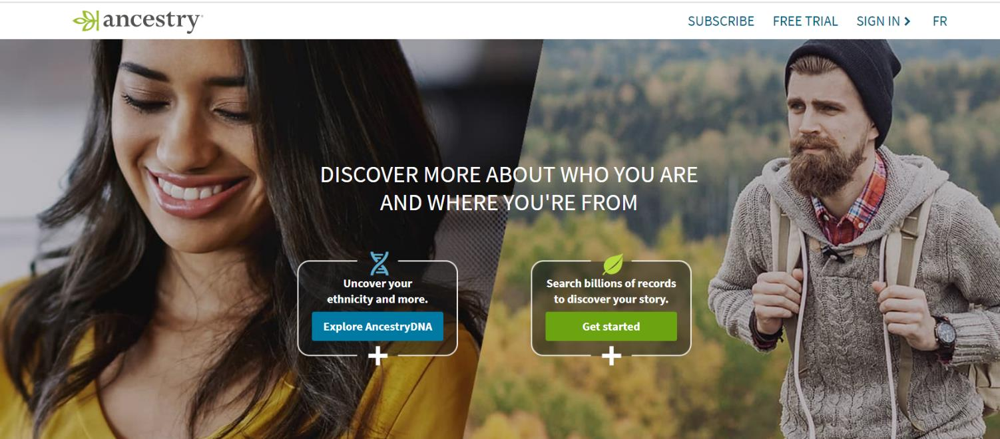 ancestry
SUBSCRIBE
FREE TRIAL
SIGN IN
FR
DISCOVER MORE ABOUT WHO YOU ARE
AND WHERE YOU'RE FROM
Uncover your
ethnicity and more.
Explore AncestryDNA
Search billions of records
to discover your story.
Get started